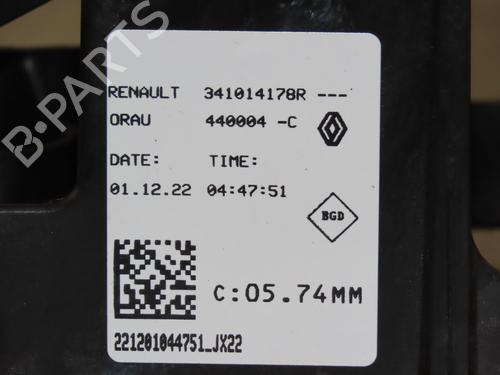 B-PARTS
RENAULT 341014178R ---
ORAU 440004 -C
DATE: TIME:
01.12.22 04:47:51
BGD
C:05.74MM
221201044751_JX22